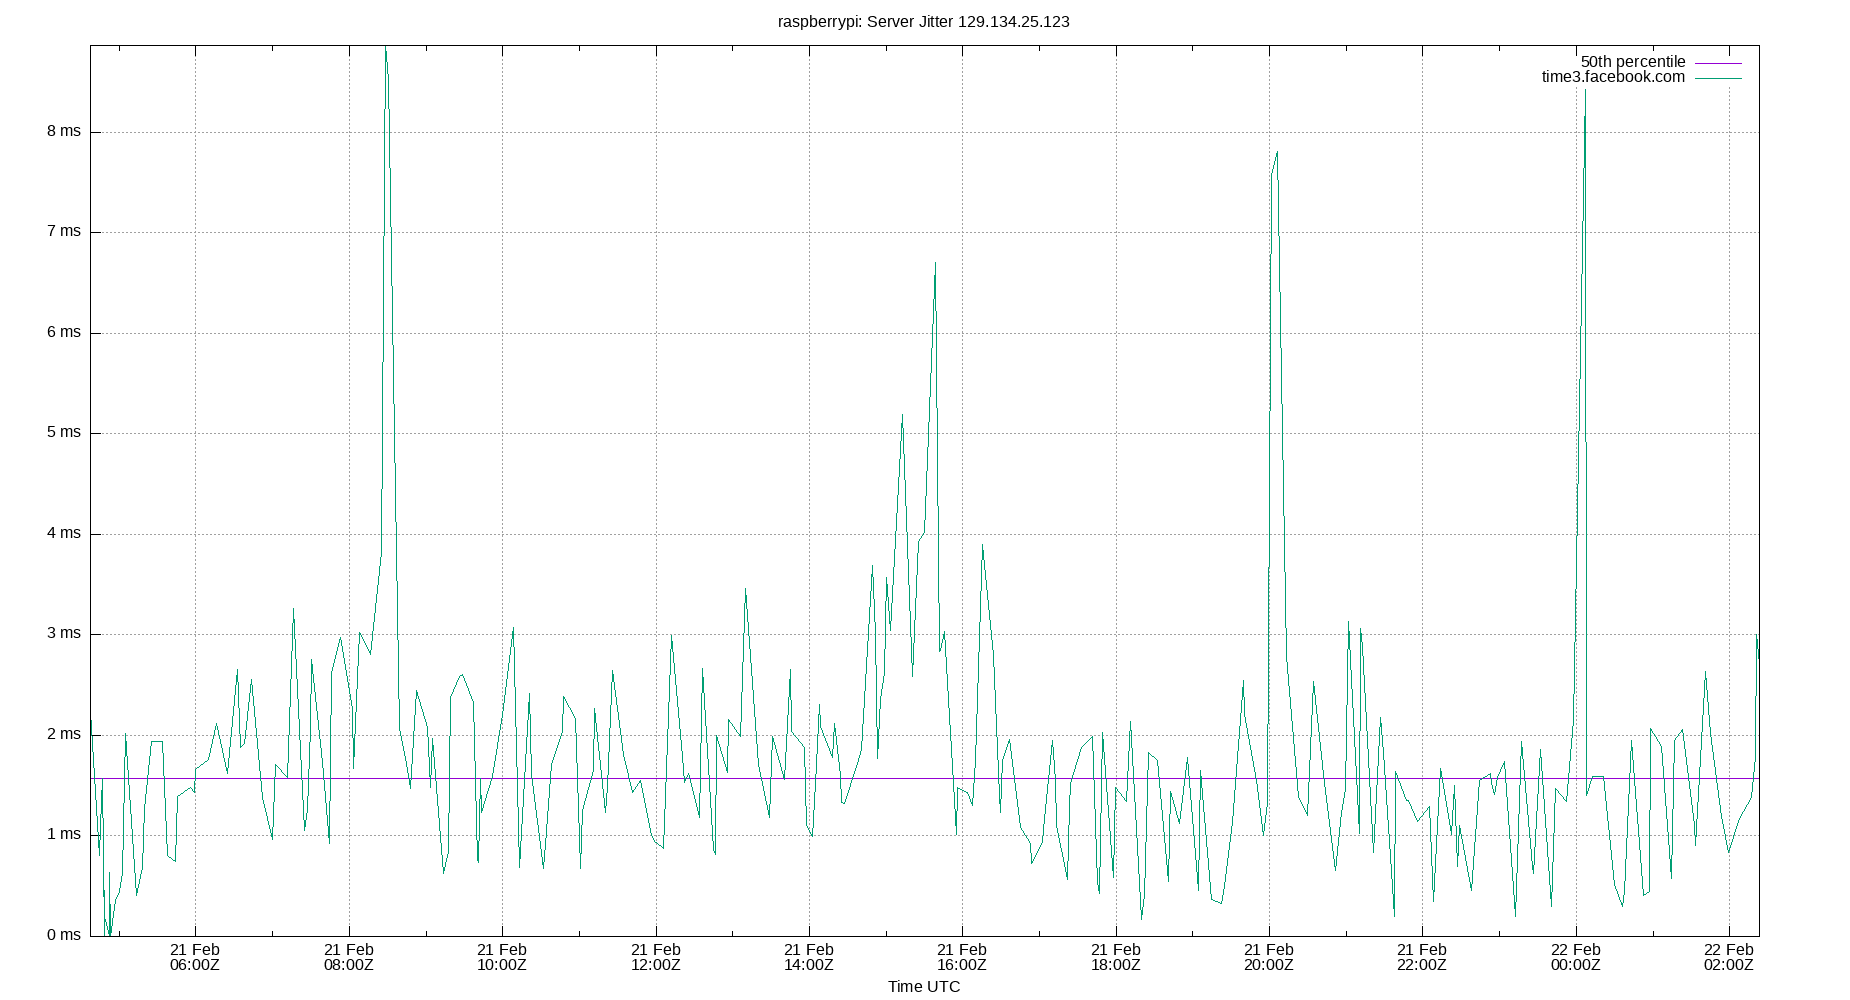 raspberrypi: Server Jitter 129.134.25.123
50th percentile
time3.facebook.com
8 ms
7 ms
6 ms
5 ms
4 ms
3 ms
2 ms
1 ms
0 ms
21 Feb 21 Feb 21 Feb 21 Feb 21 Feb 21 Feb 21 Feb 21 Feb 21 Feb 22 Feb 22 Feb
06:00Z 08:00Z 10:00Z 12:00Z 14:00Z 16:00Z 18:00Z 20:00Z 22:00Z 00:00Z 02:00Z
Time UTC